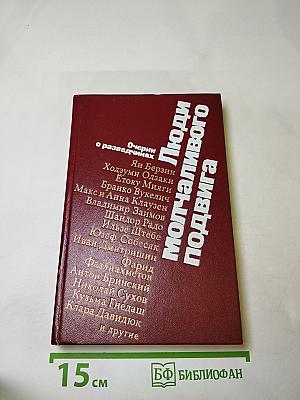 Очерки
о разведчиках
Люди
молчаливого
подвига
Ян Берзин
Ходзуми Одзаки
Етоку Мияги
Бранко Вукелич
Макс и Анна Клаузен
Владимир Заимов
Шандор Радо
Ильзе Штёбе
Юзеф Собесяк
Иван Дмитришин
Фарид
Фазлиахметов
Антон Бринский
Николай Сухов
Кузьма Гнедаш
Клара Давидюк
и другие
15 см
БФ БИБЛИОФАН